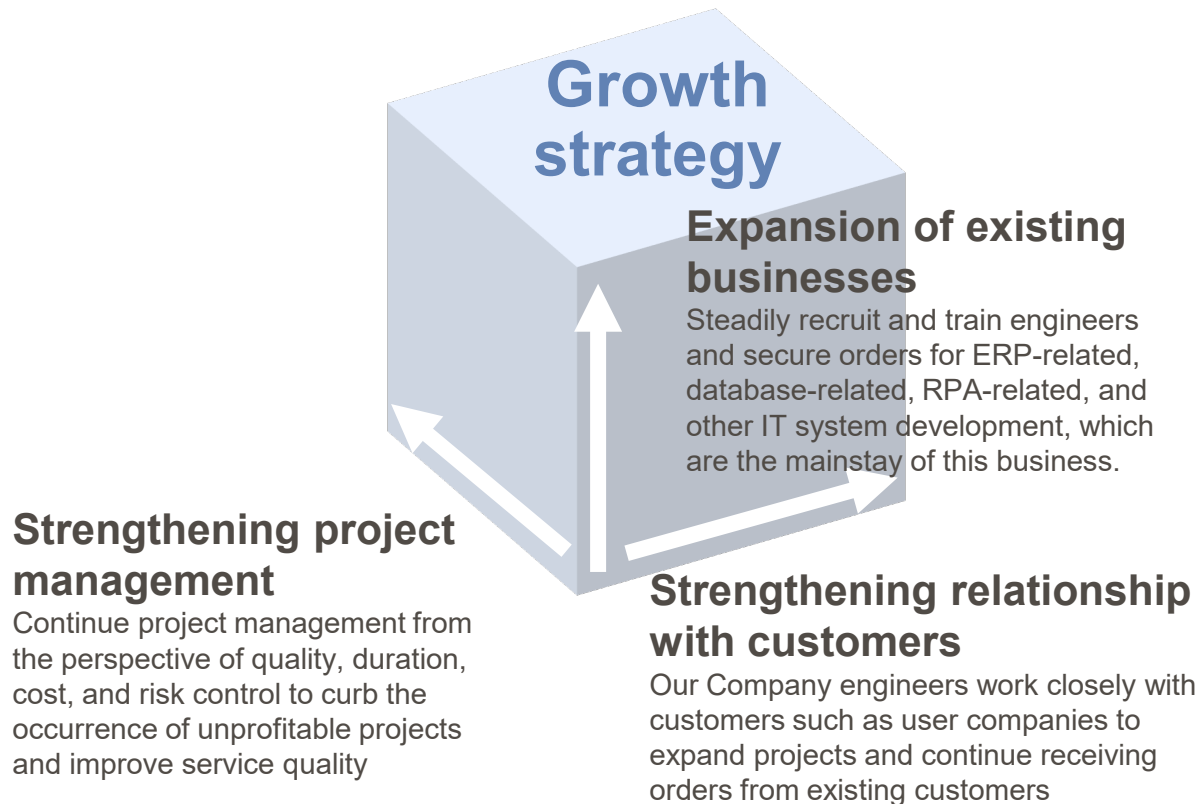 Growth
strategy
Expansion of existing
businesses
Steadily recruit and train engineers
and secure orders for ERP-related,
database-related, RPA-related, and
other IT system development, which
are the mainstay of this business.
Strengthening project
management
Continue project management from
the perspective of quality, duration,
cost, and risk control to curb the
occurrence of unprofitable projects
and improve service quality
Strengthening relationship
with customers
Our Company engineers work closely with
customers such as user companies to
expand projects and continue receiving
orders from existing customers